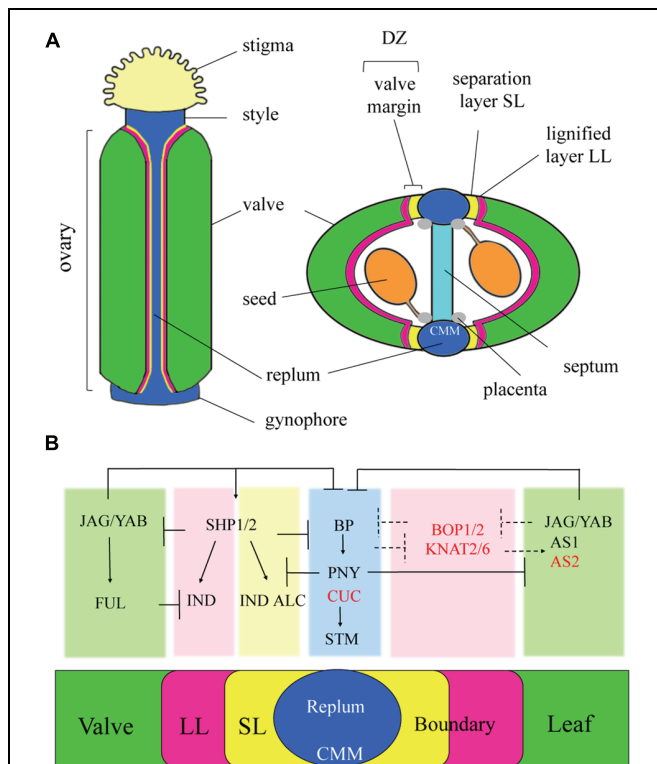 A
stigma
style
valve
ovary
seed
replum
gynophore
DZ
valve
margin
separation
layer SL
lignified
layer LL
CMM
septum
placenta
B
JAG/YAB
SHP1/2
BP
BOP1/2
KNAT2/6
JAG/YAB
AS1
AS2
PNY
FUL
IND
IND ALC
CUC
STM
Valve
LL
SL
Replum
CMM
Boundary
Leaf